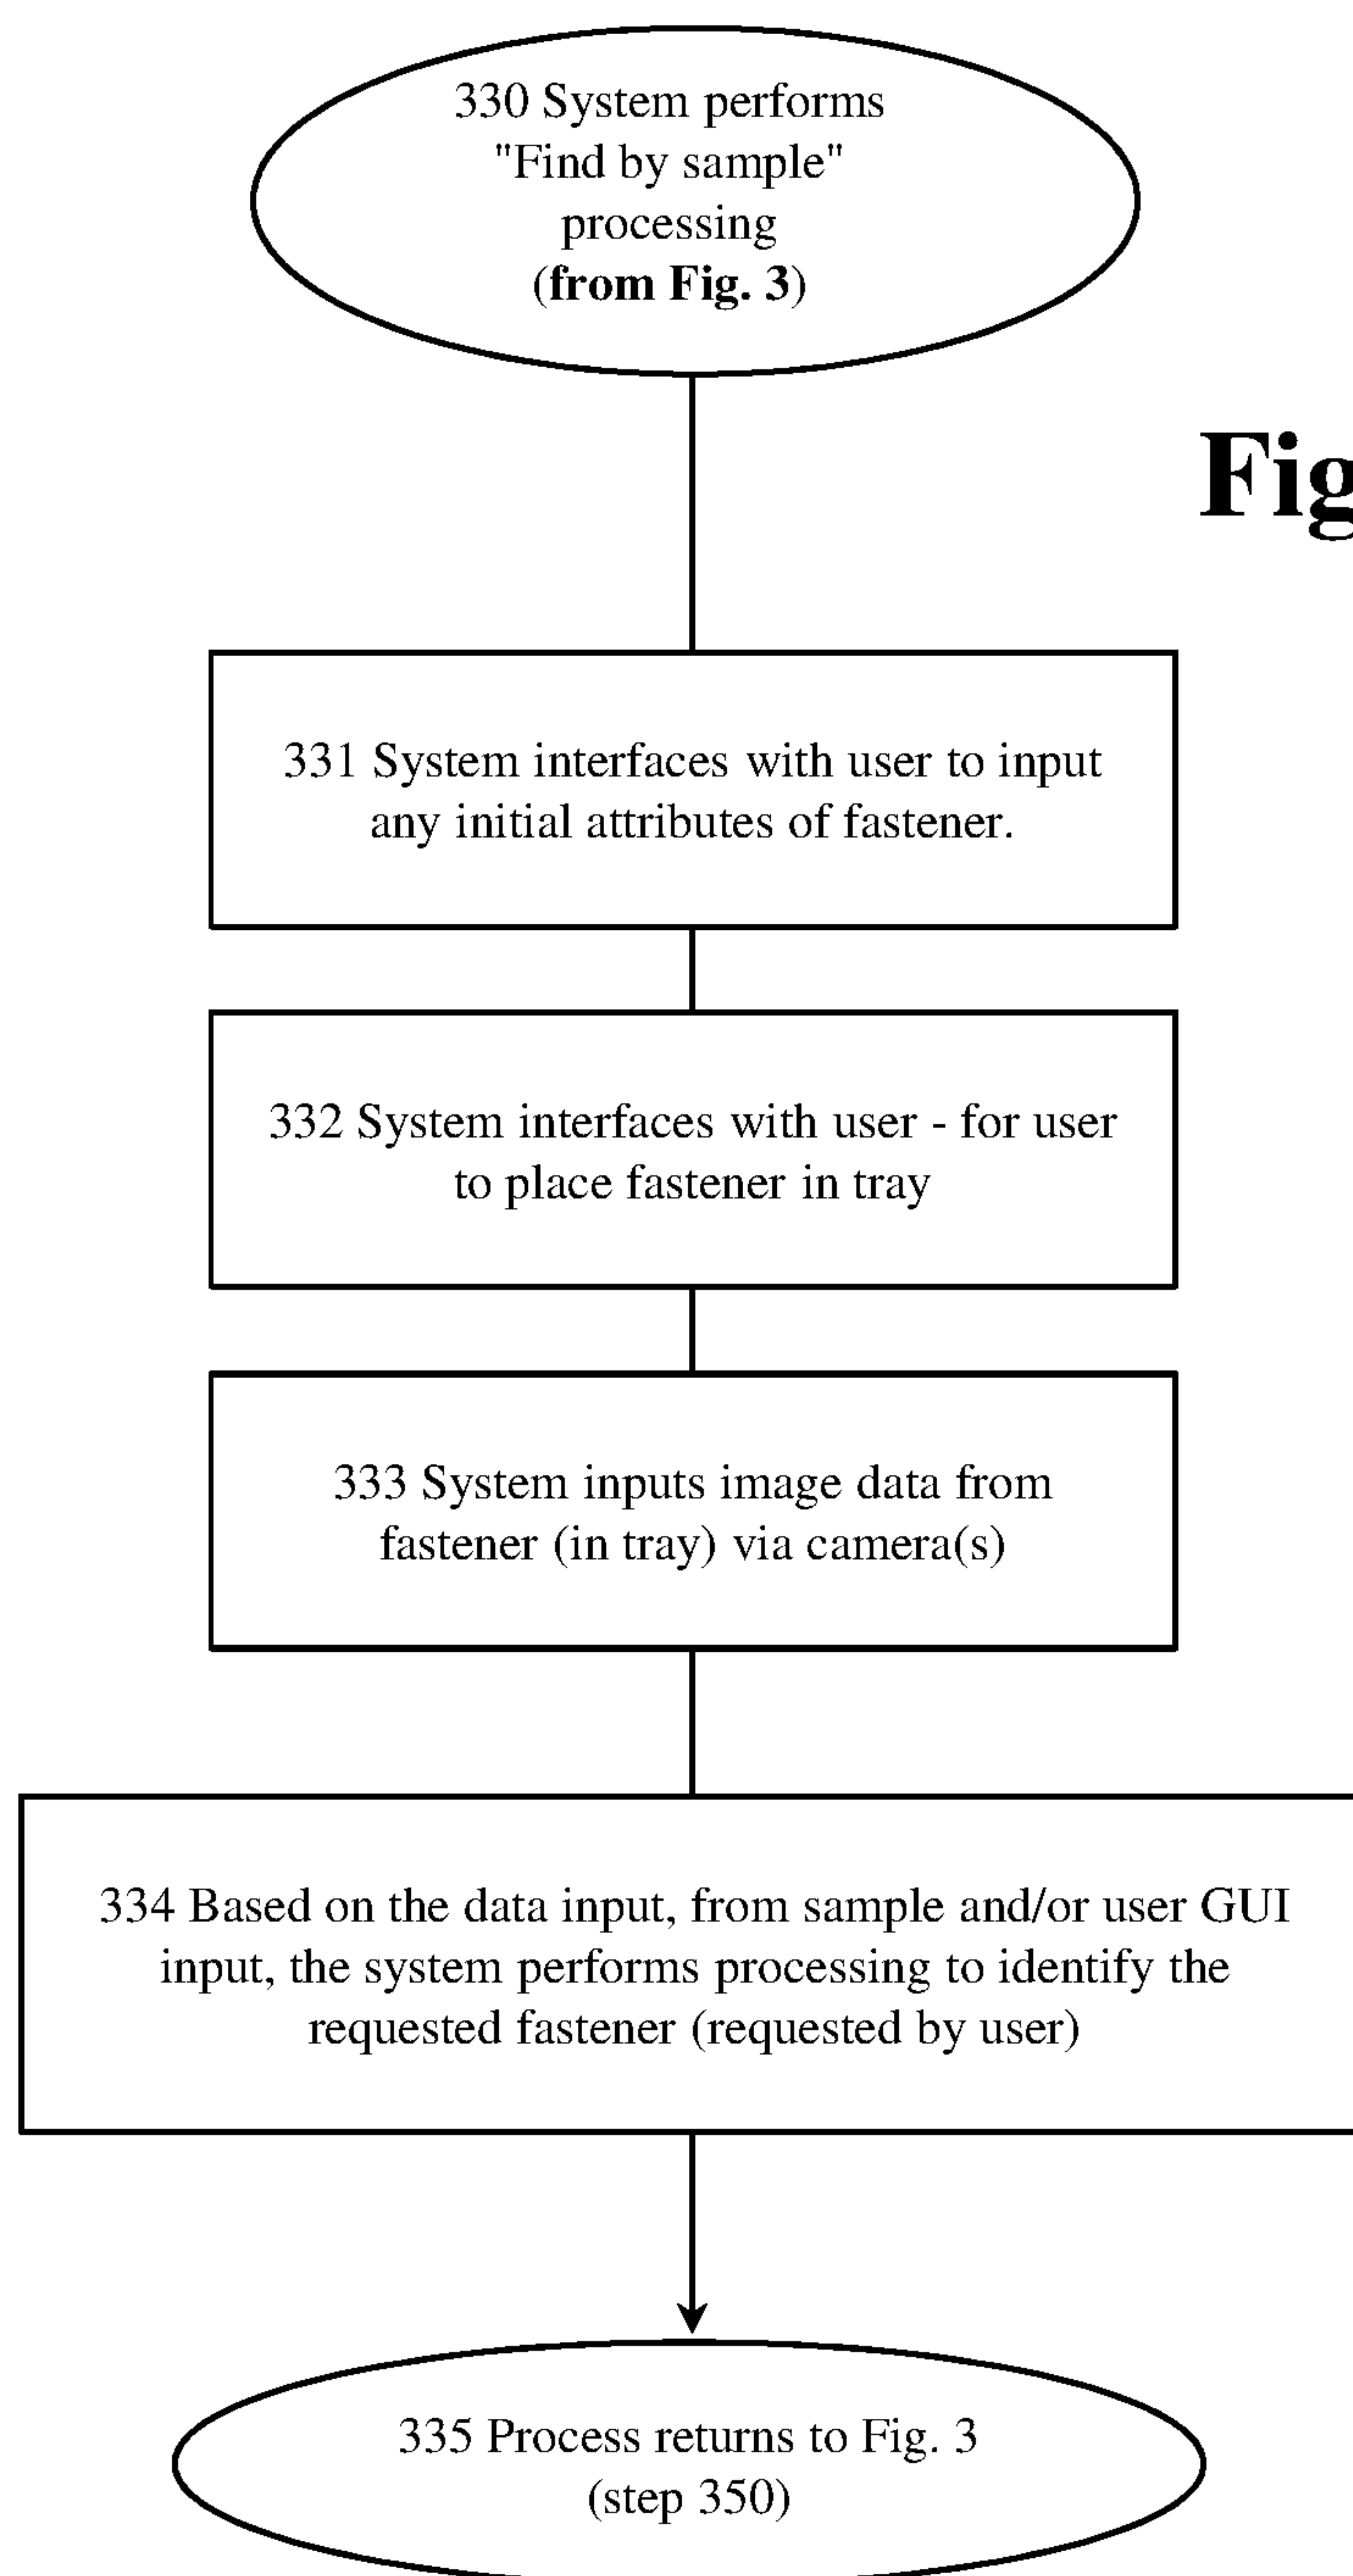 330 System performs
"Find by sample"
processing
(from Fig. 3)
Fig
331 System interfaces with user to input
any initial attributes of fastener.
332 System interfaces with user - for user
to place fastener in tray
333 System inputs image data from
fastener (in tray) via camera(s)
334 Based on the data input, from sample and/or user GUI
input, the system performs processing to identify the
requested fastener (requested by user)
335 Process returns to Fig. 3
(step 350)